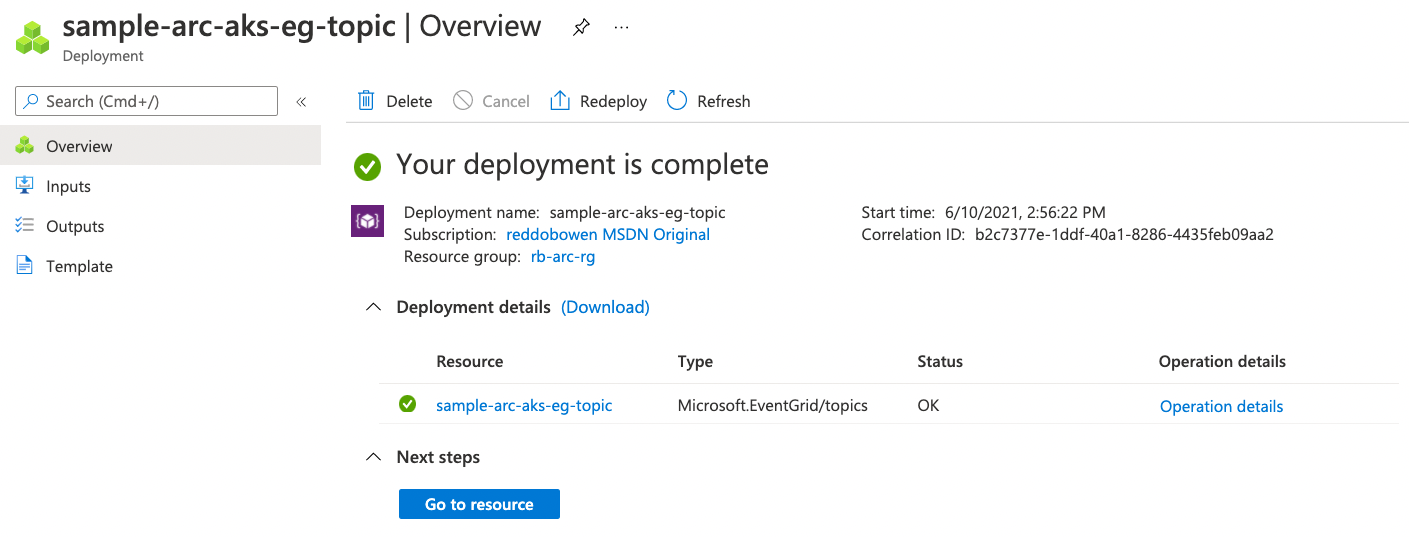 sample-arc-aks-eg-topic | Overview
Deployment
Search (Cmd+/)
Overview
Inputs
Outputs
Template
Delete Cancel Redeploy Refresh
Your deployment is complete
Deployment name: sample-arc-aks-eg-topic
Subscription: reddobowen MSDN Original
Resource group: rb-arc-rg
Start time: 6/10/2021, 2:56:22 PM
Correlation ID: b2c7377e-1ddf-40a1-8286-4435feb09aa2
Deployment details (Download)
Resource Type Status Operation details
sample-arc-aks-eg-topic Microsoft.EventGrid/topics OK Operation details
Next steps
Go to resource